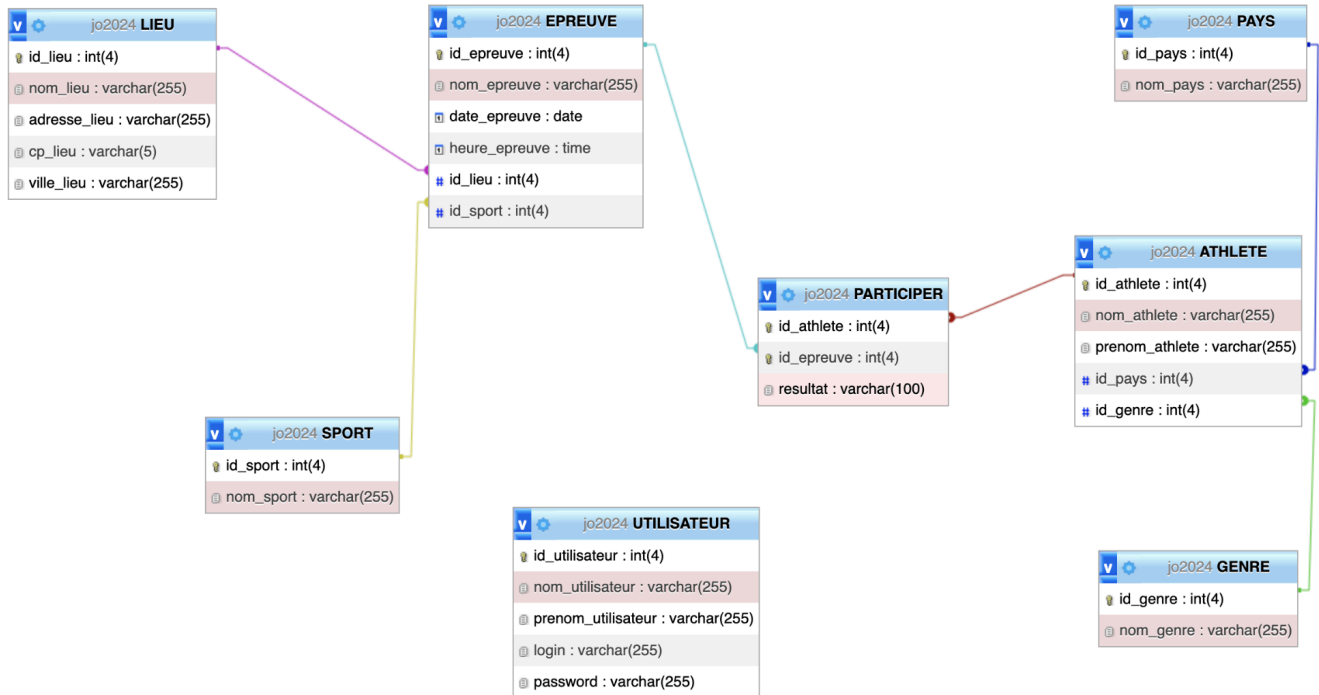 jo2024 LIEU
id_lieu : int(4)
nom_lieu : varchar(255)
adresse_lieu : varchar(255)
cp_lieu : varchar(5)
ville_lieu : varchar(255)
jo2024 EPREUVE
id_epreuve : int(4)
nom_epreuve : varchar(255)
date_epreuve : date
heure_epreuve : time
id_lieu : int(4)
id_sport : int(4)
jo2024 PAYS
id_pays : int(4)
nom_pays : varchar(255)
jo2024 ATHLETE
id_athlete : int(4)
nom_athlete : varchar(255)
prenom_athlete : varchar(255)
id_pays : int(4)
id_genre : int(4)
jo2024 PARTICIPER
id_athlete : int(4)
id_epreuve : int(4)
resultat : varchar(100)
jo2024 SPORT
id_sport : int(4)
nom_sport : varchar(255)
jo2024 UTILISATEUR
id_utilisateur : int(4)
nom_utilisateur : varchar(255)
prenom_utilisateur : varchar(255)
login : varchar(255)
password : varchar(255)
jo2024 GENRE
id_genre : int(4)
nom_genre : varchar(255)